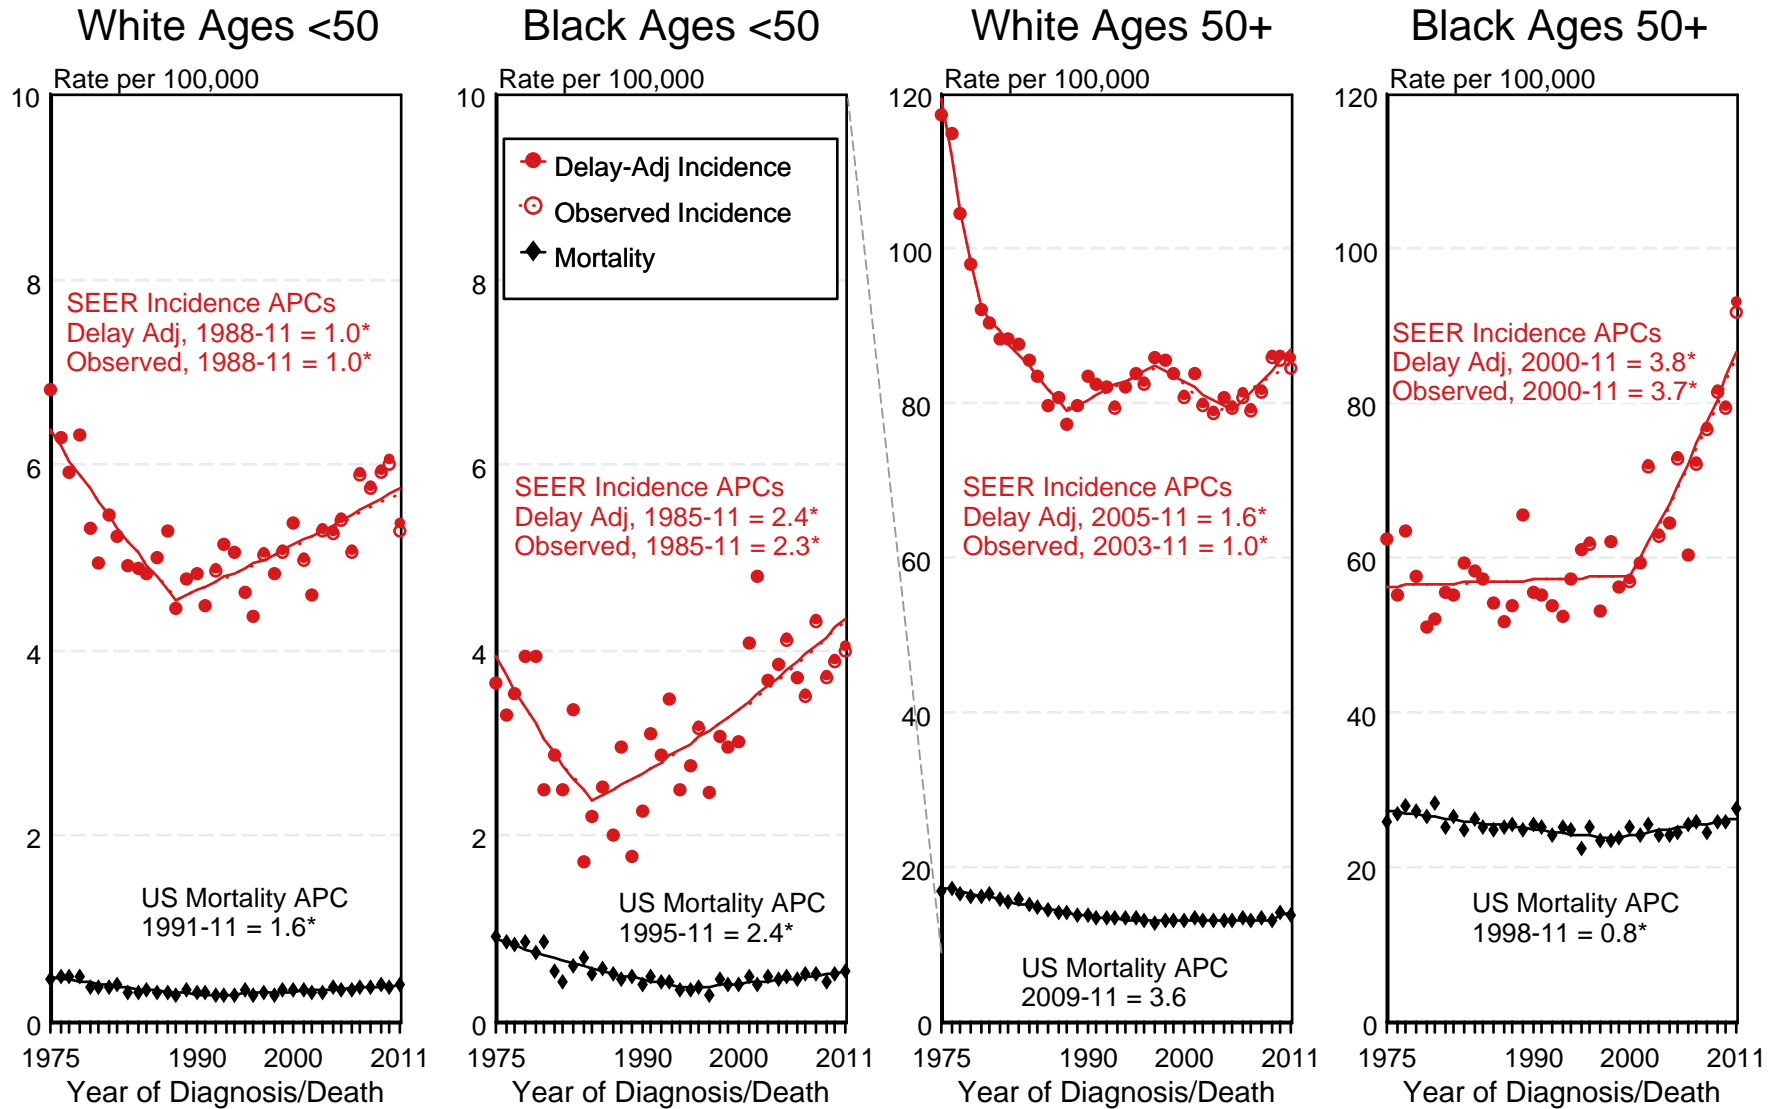 White Ages <50
Rate per 100,000
10
8
6
4
2
0
SEER Incidence APCs
Delay Adj, 1988-11 = 1.0*
Observed, 1988-11 = 1.0*
US Mortality APC
1991-11 = 1.6*
1975 1990 2000 2011
Year of Diagnosis/Death
Black Ages <50
Rate per 100,000
10
8
6
4
2
0
Delay-Adj Incidence
Observed Incidence
Mortality
SEER Incidence APCs
Delay Adj, 1985-11 = 2.4*
Observed, 1985-11 = 2.3*
US Mortality APC
1995-11 = 2.4*
1975 1990 2000 2011
Year of Diagnosis/Death
White Ages 50+
Rate per 100,000
120
100
80
60
40
20
0
SEER Incidence APCs
Delay Adj, 2005-11 = 1.6*
Observed, 2003-11 = 1.0*
US Mortality APC
2009-11 = 3.6
1975 1990 2000 2011
Year of Diagnosis/Death
Black Ages 50+
Rate per 100,000
120
100
80
60
40
20
0
SEER Incidence APCs
Delay Adj, 2000-11 = 3.8*
Observed, 2000-11 = 3.7*
US Mortality APC
1998-11 = 0.8*
1975 1990 2000 2011
Year of Diagnosis/Death